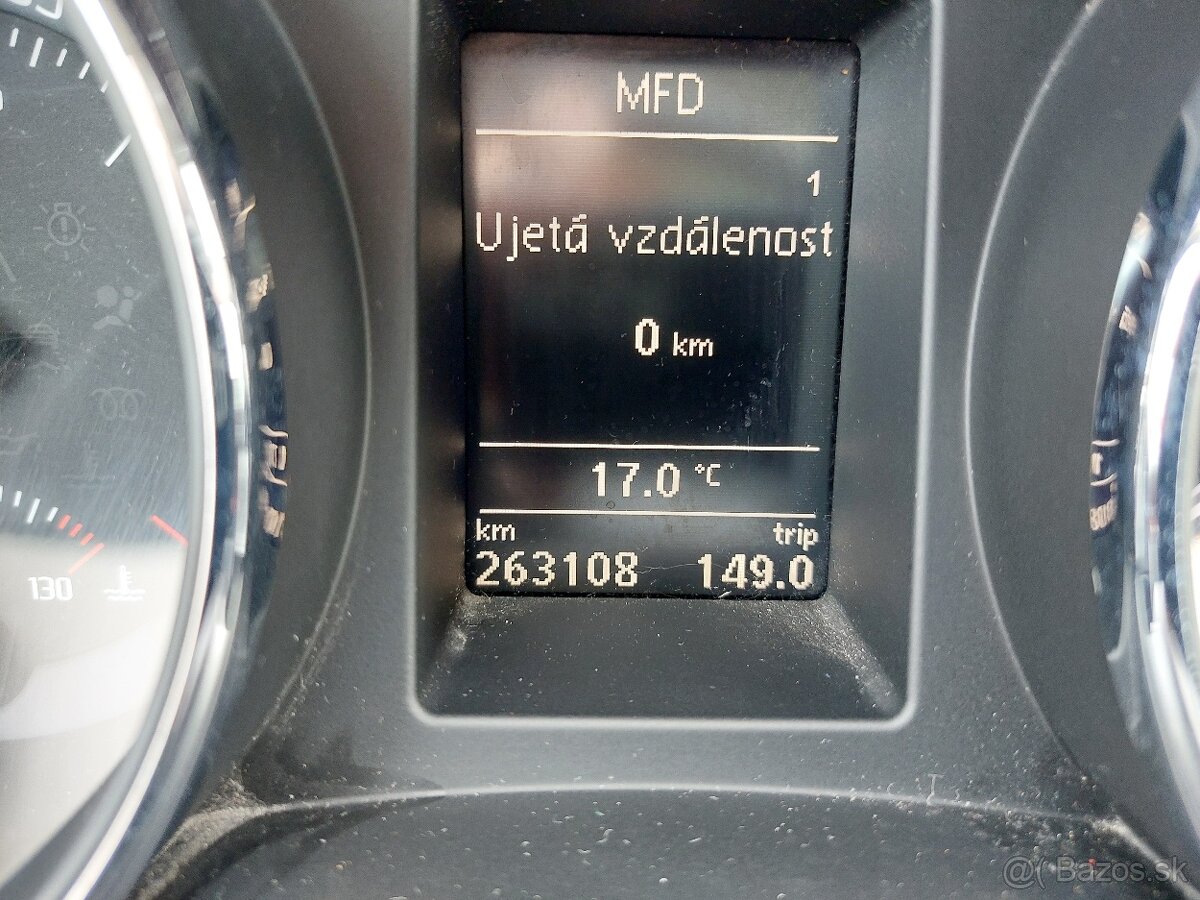 MFD
1
Ujetá vzdálenost
0 km
17.0 °C
km trip
263108 149.0
130
@( Bazos.sk